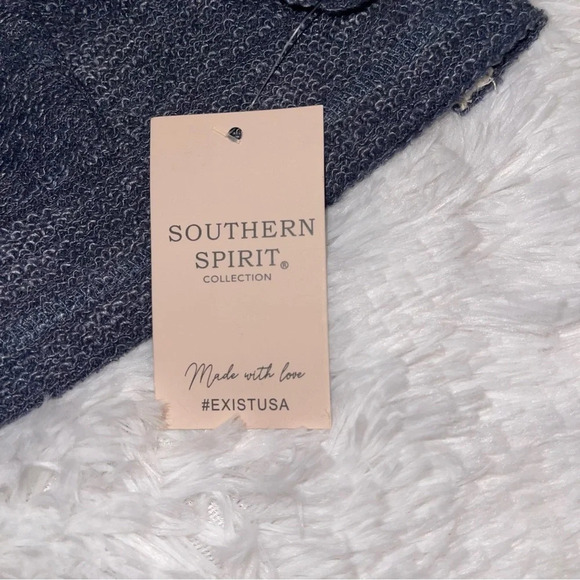 SOUTHERN
SPIRIT®
COLLECTION
Made with love
#EXISTUSA